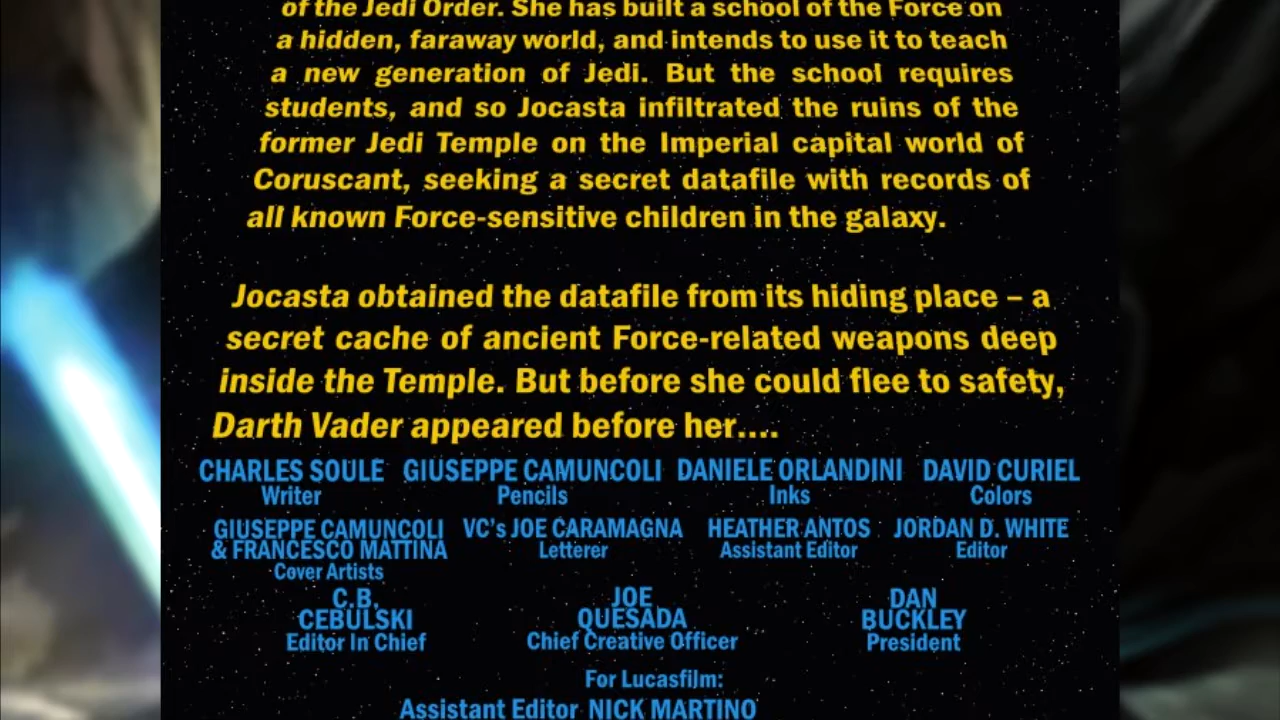 of the Jedi Order. She has built a school of the Force on
a hidden, faraway world, and intends to use it to teach
a new generation of Jedi. But the school requires
students, and so Jocasta infiltrated the ruins of the
former Jedi Temple on the Imperial capital world of
Coruscant, seeking a secret datafile with records of
all known Force-sensitive children in the galaxy.
Jocasta obtained the datafile from its hiding place – a
secret cache of ancient Force-related weapons deep
inside the Temple. But before she could flee to safety,
Darth Vader appeared before her....
CHARLES SOULE GIUSEPPE CAMUNCOLI DANIELE ORLANDINI DAVID CURIEL
Writer Pencils Inks Colors
GIUSEPPE CAMUNCOLI VC's JOE CARAMAGNA HEATHER ANTOS JORDAN D. WHITE
& FRANCESCO MATTINA Letterer Assistant Editor Editor
Cover Artists
C.B. JOE DAN
CEBULSKI QUESADA BUCKLEY
Editor In Chief Chief Creative Officer President
For Lucasfilm:
Assistant Editor NICK MARTINO